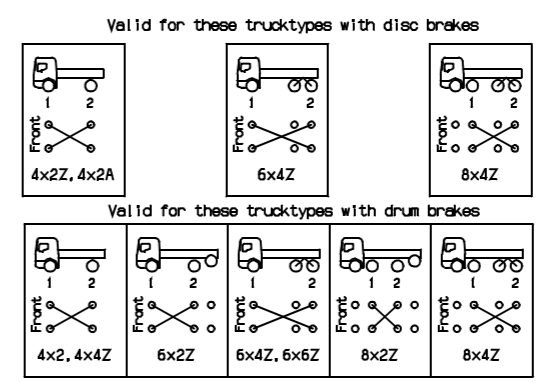 Valid for these trucktypes with disc brakes
1 2
1 2
1 2
Front
Front
Front
4x2Z, 4x2A
6x4Z
8x4Z
Valid for these trucktypes with drum brakes
1 2
1 2
1 2
1 2
1 2
Front
Front
Front
Front
Front
4x2, 4x4Z
6x2Z
6x4Z, 6x6Z
8x2Z
8x4Z